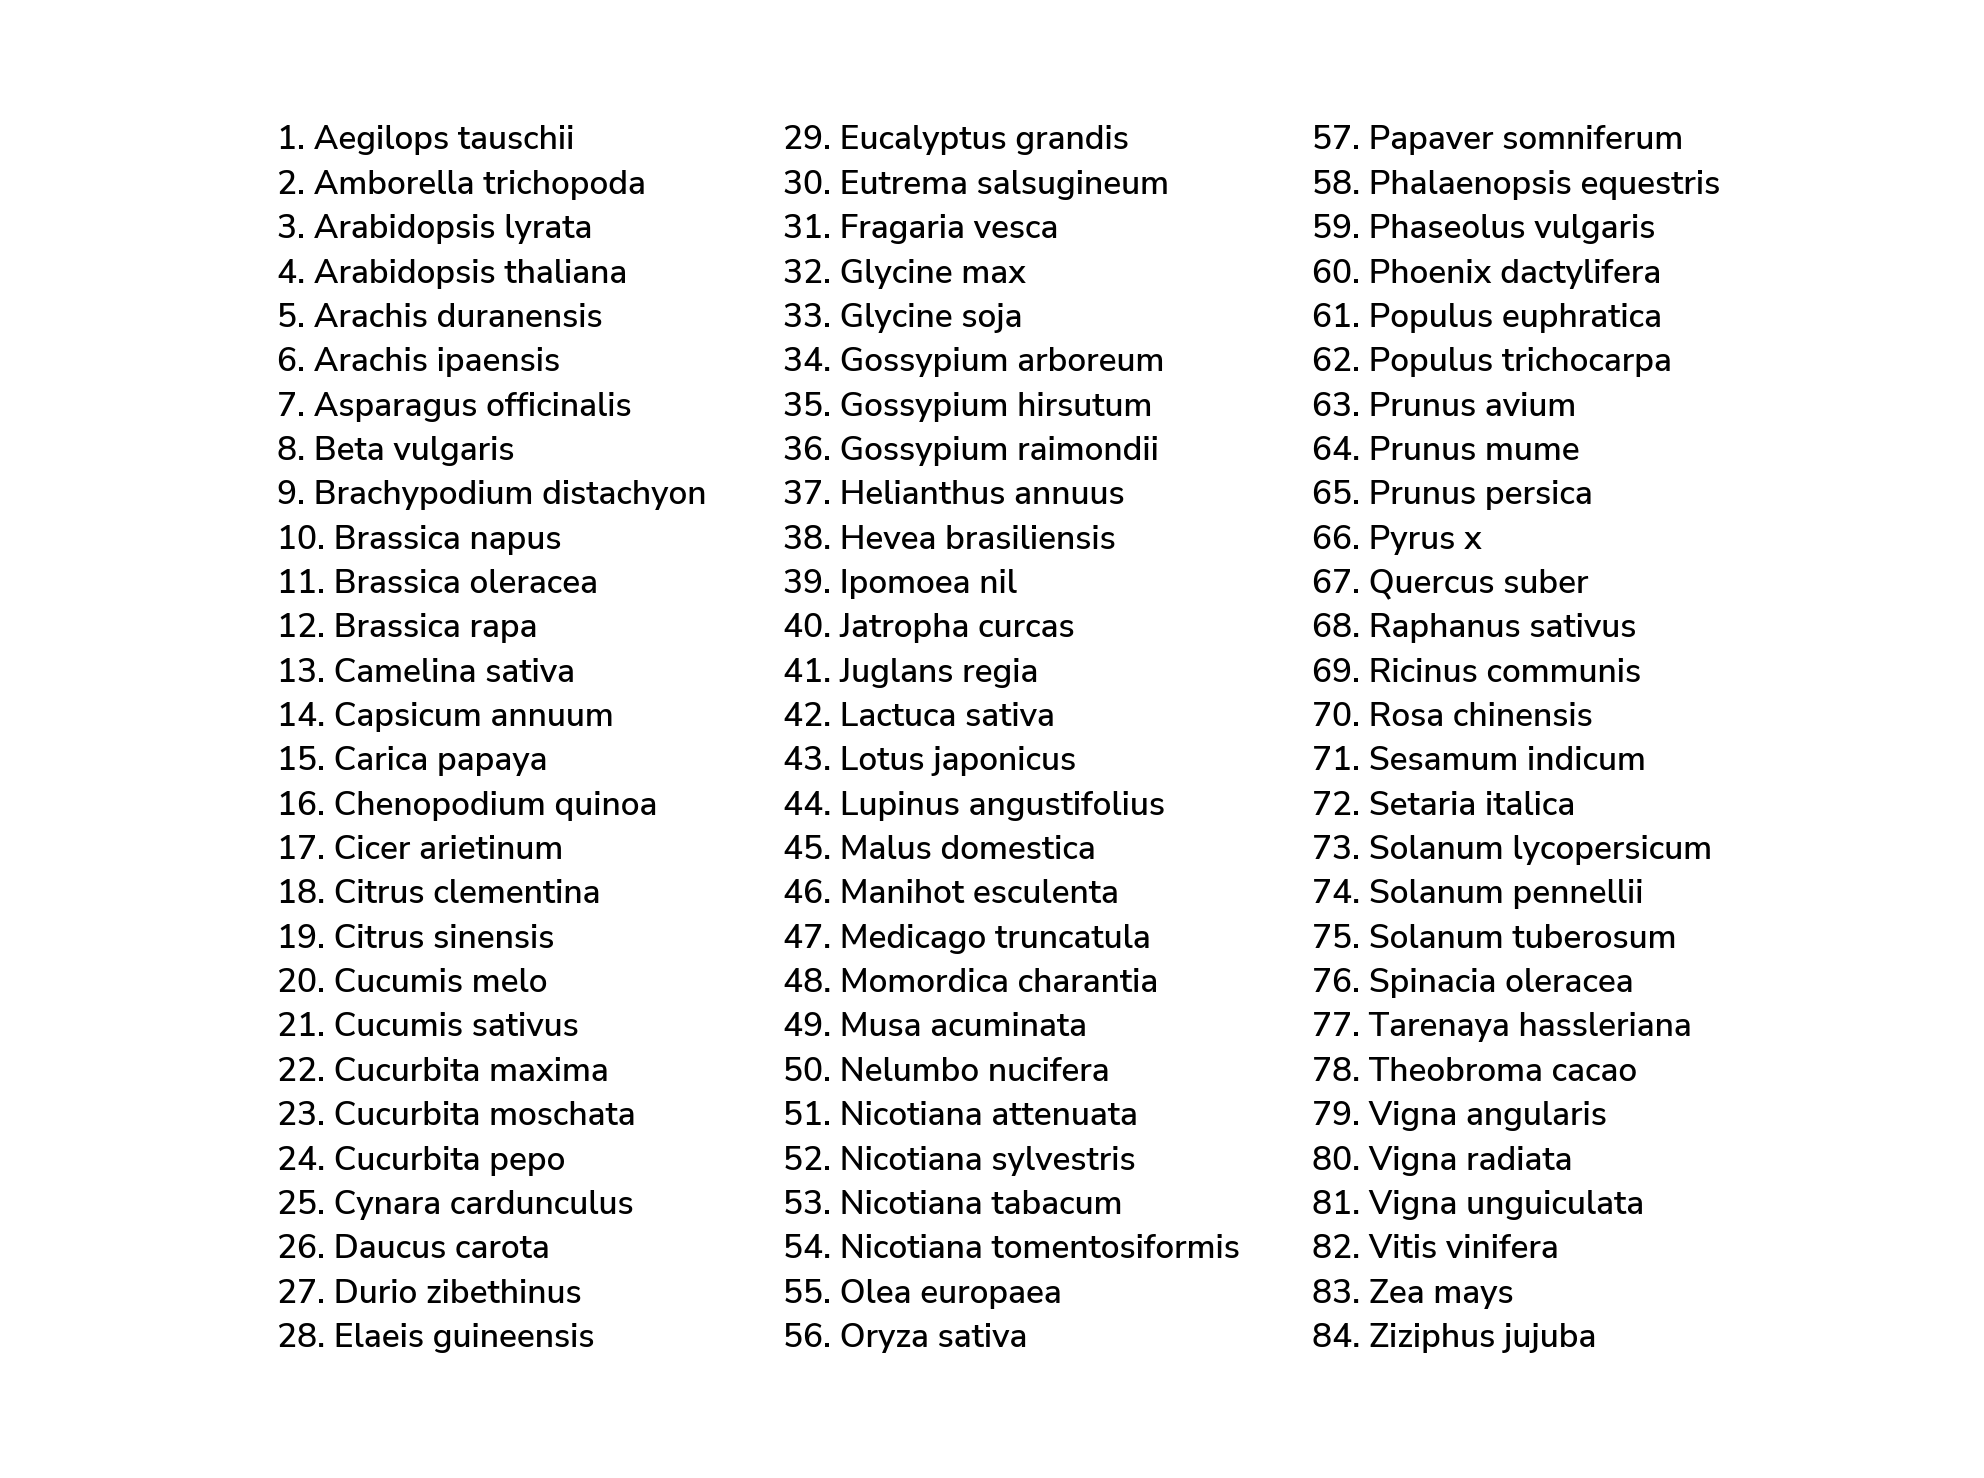 1. Aegilops tauschii
2. Amborella trichopoda
3. Arabidopsis lyrata
4. Arabidopsis thaliana
5. Arachis duranensis
6. Arachis ipaensis
7. Asparagus officinalis
8. Beta vulgaris
9. Brachypodium distachyon
10. Brassica napus
11. Brassica oleracea
12. Brassica rapa
13. Camelina sativa
14. Capsicum annuum
15. Carica papaya
16. Chenopodium quinoa
17. Cicer arietinum
18. Citrus clementina
19. Citrus sinensis
20. Cucumis melo
21. Cucumis sativus
22. Cucurbita maxima
23. Cucurbita moschata
24. Cucurbita pepo
25. Cynara cardunculus
26. Daucus carota
27. Durio zibethinus
28. Elaeis guineensis
29. Eucalyptus grandis
30. Eutrema salsugineum
31. Fragaria vesca
32. Glycine max
33. Glycine soja
34. Gossypium arboreum
35. Gossypium hirsutum
36. Gossypium raimondii
37. Helianthus annuus
38. Hevea brasiliensis
39. Ipomoea nil
40. Jatropha curcas
41. Juglans regia
42. Lactuca sativa
43. Lotus japonicus
44. Lupinus angustifolius
45. Malus domestica
46. Manihot esculenta
47. Medicago truncatula
48. Momordica charantia
49. Musa acuminata
50. Nelumbo nucifera
51. Nicotiana attenuata
52. Nicotiana sylvestris
53. Nicotiana tabacum
54. Nicotiana tomentosiformis
55. Olea europaea
56. Oryza sativa
57. Papaver somniferum
58. Phalaenopsis equestris
59. Phaseolus vulgaris
60. Phoenix dactylifera
61. Populus euphratica
62. Populus trichocarpa
63. Prunus avium
64. Prunus mume
65. Prunus persica
66. Pyrus x
67. Quercus suber
68. Raphanus sativus
69. Ricinus communis
70. Rosa chinensis
71. Sesamum indicum
72. Setaria italica
73. Solanum lycopersicum
74. Solanum pennellii
75. Solanum tuberosum
76. Spinacia oleracea
77. Tarenaya hassleriana
78. Theobroma cacao
79. Vigna angularis
80. Vigna radiata
81. Vigna unguiculata
82. Vitis vinifera
83. Zea mays
84. Ziziphus jujuba